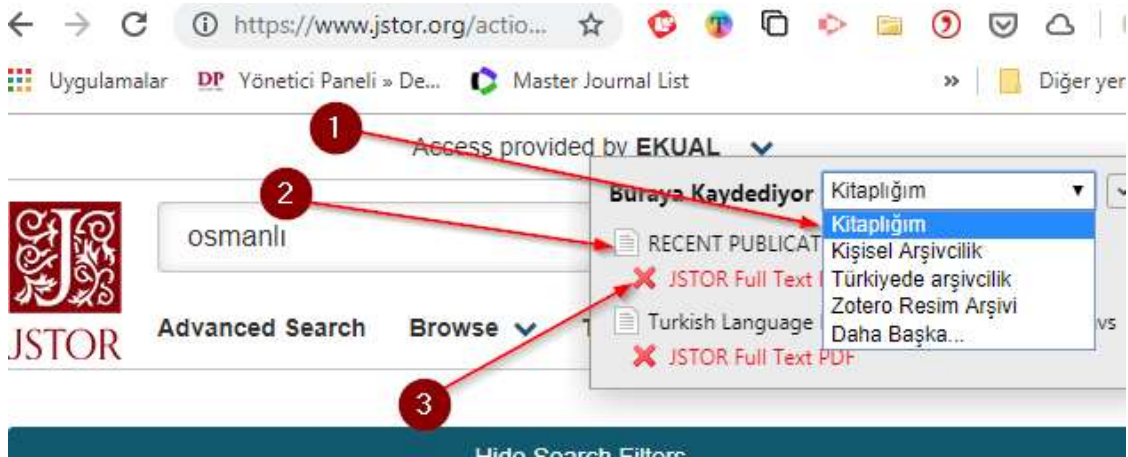 https://www.jstor.org/actio...
Uygulamalar DP Yönetici Paneli » De... Master Journal List » Diğer yer
1
Access provided by EKUAL
2
Buraya Kaydediyor Kitaplığım
osmanlı
Kitaplığım
RECENT PUBLICAT
Kişisel Arşivcilik
JSTOR Full Text
Türkiyede arşivcilik
Zotero Resim Arşivi
Turkish Language
Daha Başka...
JSTOR Full Text PDF
JSTOR
Advanced Search Browse
3
Hide Search Filters